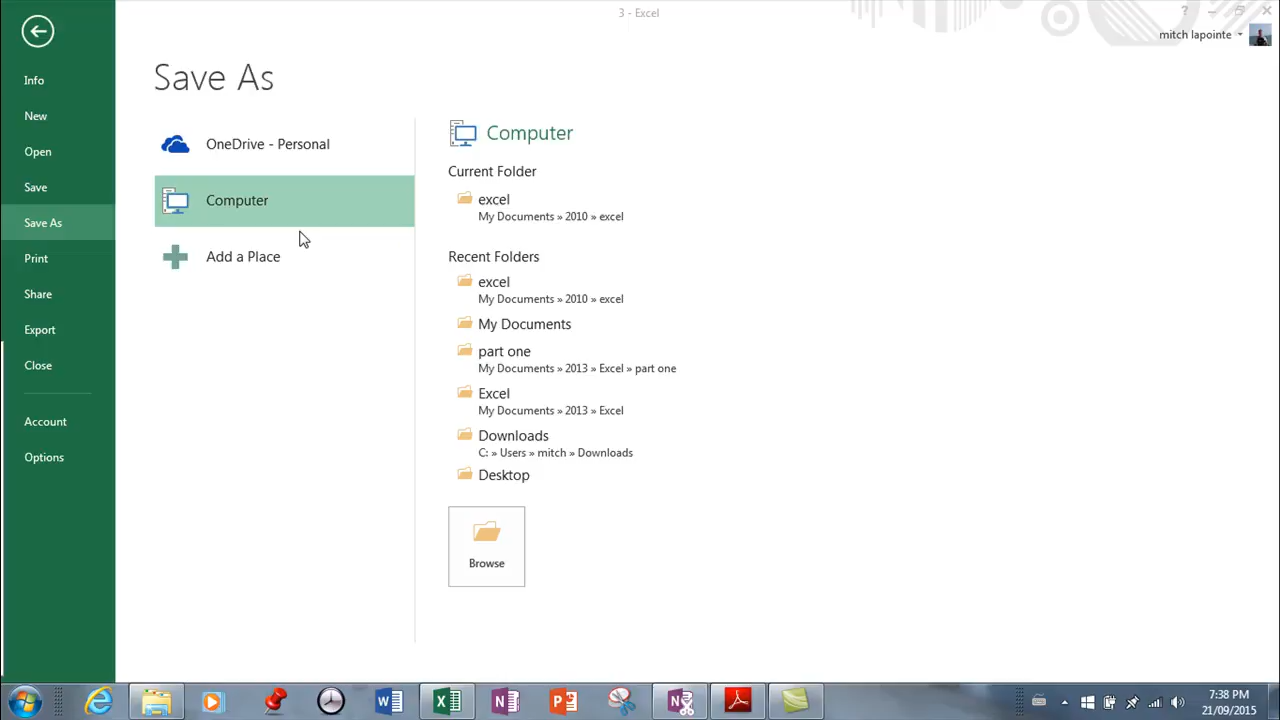 3 - Excel
?
mitch lapointe
Info
New
Open
Save
Save As
Print
Share
Export
Close
Account
Options
Save As
OneDrive - Personal
Computer
Add a Place
Computer
Current Folder
excel
My Documents » 2010 » excel
Recent Folders
excel
My Documents » 2010 » excel
My Documents
part one
My Documents » 2013 » Excel » part one
Excel
My Documents » 2013 » Excel
Downloads
C: » Users » mitch » Downloads
Desktop
Browse
7:38 PM
21/09/2015